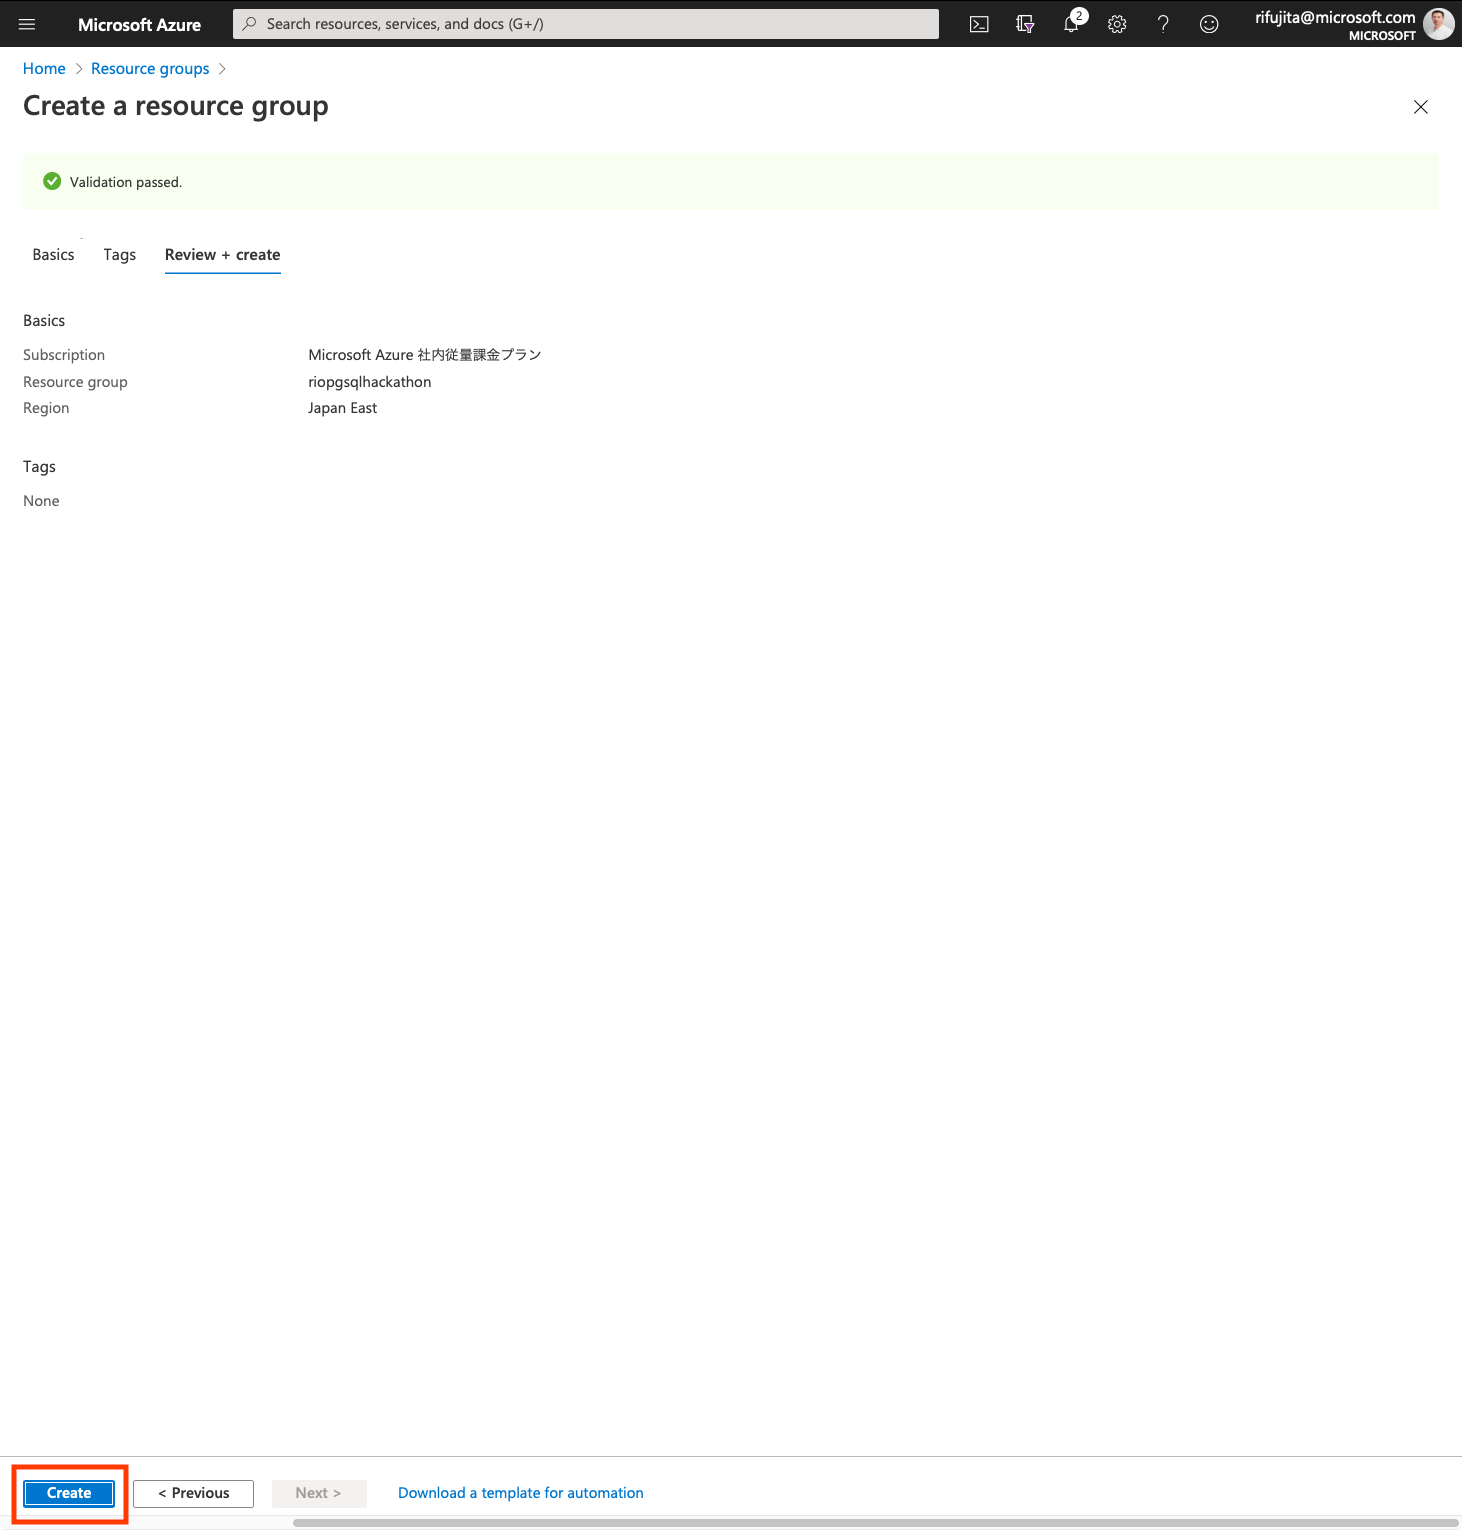 Microsoft Azure
Search resources, services, and docs (G+/)
2
rifujita@microsoft.com
MICROSOFT
Home > Resource groups >
Create a resource group
Validation passed.
Basics Tags Review + create
Basics
Subscription Microsoft Azure 社内従量課金プラン
Resource group riopgsqlhackathon
Region Japan East
Tags
None
Create < Previous Next > Download a template for automation